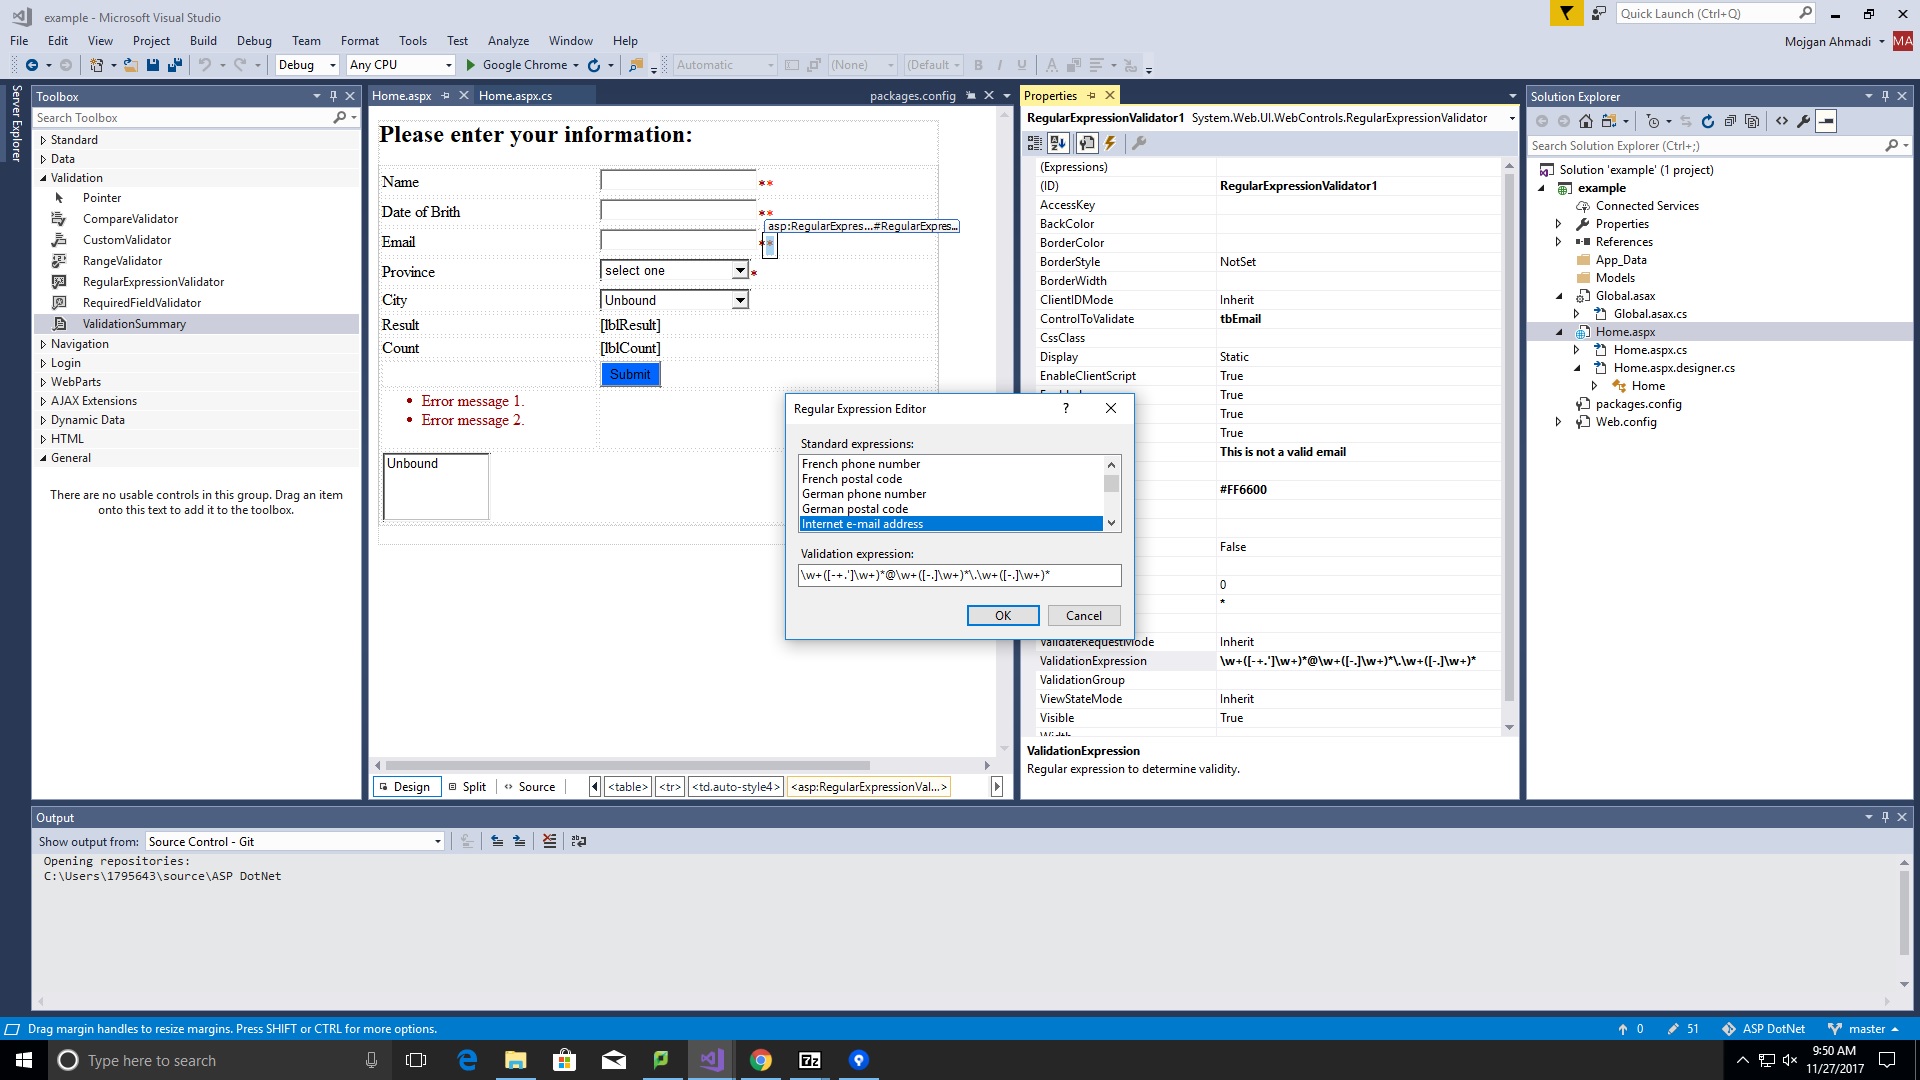 example - Microsoft Visual Studio
Quick Launch (Ctrl+Q)
File Edit View Project Build Debug Team Format Tools Test Analyze Window Help
Mojgan Ahmadi MA
Debug Any CPU Google Chrome Automatic (None) (Default B I U A
Server Explorer
Toolbox
Search Toolbox
Standard
Data
Validation
Pointer
CompareValidator
CustomValidator
RangeValidator
RegularExpressionValidator
RequiredFieldValidator
ValidationSummary
Navigation
Login
WebParts
AJAX Extensions
Dynamic Data
HTML
General
There are no usable controls in this group. Drag an item
onto this text to add it to the toolbox.
Home.aspx Home.aspx.cs packages.config
Please enter your information:
Name **
Date of Brith **
asp:RegularExpres...#RegularExpres...
Email **
Province select one *
City Unbound
Result [lblResult]
Count [lblCount]
Submit
• Error message 1.
• Error message 2.
Unbound
Design Split Source <table> <tr> <td.auto-style4> <asp:RegularExpressionVal...>
Regular Expression Editor ?
Standard expressions:
French phone number
French postal code
German phone number
German postal code
Internet e-mail address
Validation expression:
\w+([-+.']\w+)*@\w+([-.]\w+)*\.\w+([-.]\w+)*
OK Cancel
Properties
RegularExpressionValidator1 System.Web.UI.WebControls.RegularExpressionValidator
(Expressions)
(ID) RegularExpressionValidator1
AccessKey
BackColor
BorderColor
BorderStyle NotSet
BorderWidth
ClientIDMode Inherit
ControlToValidate tbEmail
CssClass
Display Static
EnableClientScript True
True
True
True
This is not a valid email
#FF6600
False
0
*
ValidateRequestMode Inherit
ValidationExpression \w+([-+.']\w+)*@\w+([-.]\w+)*\.\w+([-.]\w+)*
ValidationGroup
ViewStateMode Inherit
Visible True
Width
ValidationExpression
Regular expression to determine validity.
Solution Explorer
Search Solution Explorer (Ctrl+;)
Solution 'example' (1 project)
example
Connected Services
Properties
References
App_Data
Models
Global.asax
Global.asax.cs
Home.aspx
Home.aspx.cs
Home.aspx.designer.cs
Home
packages.config
Web.config
Output
Show output from: Source Control - Git
Opening repositories:
C:\Users\1795643\source\ASP DotNet
Drag margin handles to resize margins. Press SHIFT or CTRL for more options.
0 51 ASP DotNet master
Type here to search
7z
9:50 AM
11/27/2017